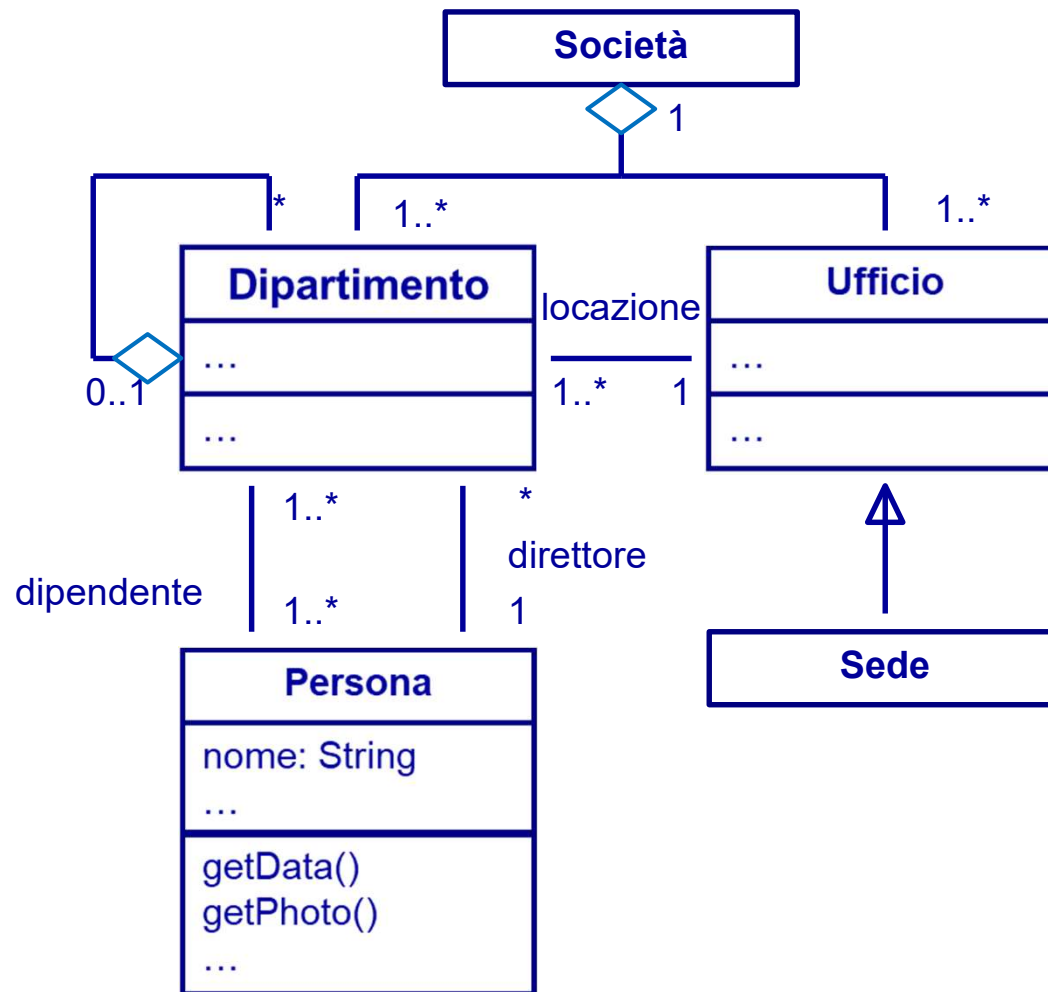 Società
1
*
1..*
1..*
Dipartimento
locazione
Ufficio
...
...
0..1
1..*
1
...
...
1..*
*
direttore
dipendente
1..*
1
Persona
Sede
nome: String
...
getData()
getPhoto()
...